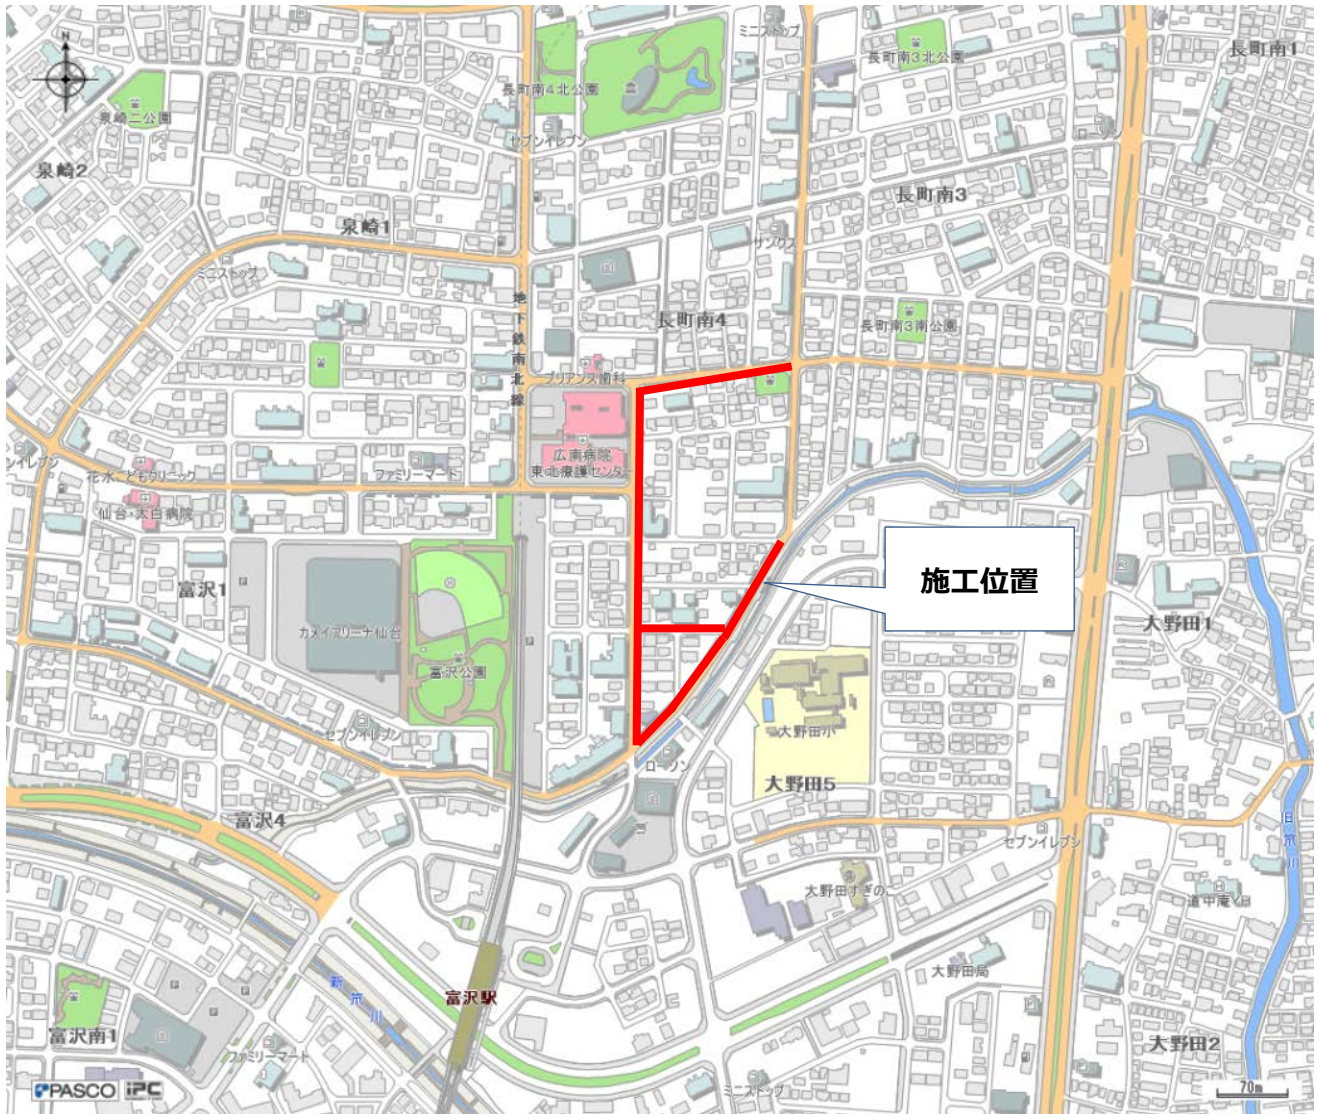 N
ミニストップ
長町南1
長町南3北公園
長町南4北公園
泉崎二公園
セブンイレブン
ローソン
泉崎2
長町南3
泉崎1
サンクス
ミニストップ
地下鉄南北線
長町南4
長町南3南公園
ブリアンス歯科
広南病院
東北療護センター
ファミリーマート
花水こどもクリニック
仙台・太白病院
施工位置
富沢1
カメイアリーナ仙台
富沢公園
大野田1
大野田小
セブンイレブン
ローソン
大野田5
富沢4
旧笊川
セブンイレブン
大野田すぎのこ
道中庵YH
大野田局
新笊川
富沢駅
富沢南1
ファミリーマート
大野田2
ミニストップ
PASCO iPC
70m